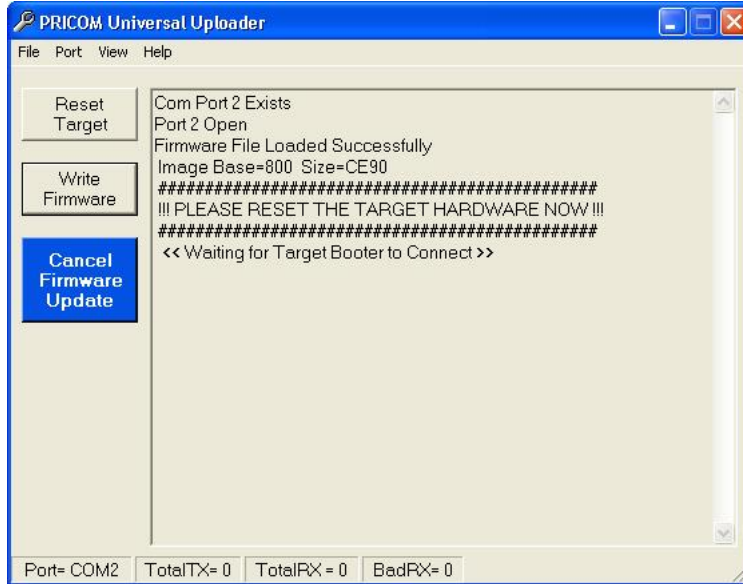 PRICOM Universal Uploader
File Port View Help
Reset
Target
Write
Firmware
Cancel
Firmware
Update
Com Port 2 Exists
Port 2 Open
Firmware File Loaded Successfully
Image Base=800 Size=CE90
###############################################
!!! PLEASE RESET THE TARGET HARDWARE NOW !!!
###############################################
<< Waiting for Target Booter to Connect >>
Port= COM2 TotalTX= 0 TotalRX = 0 BadRX= 0